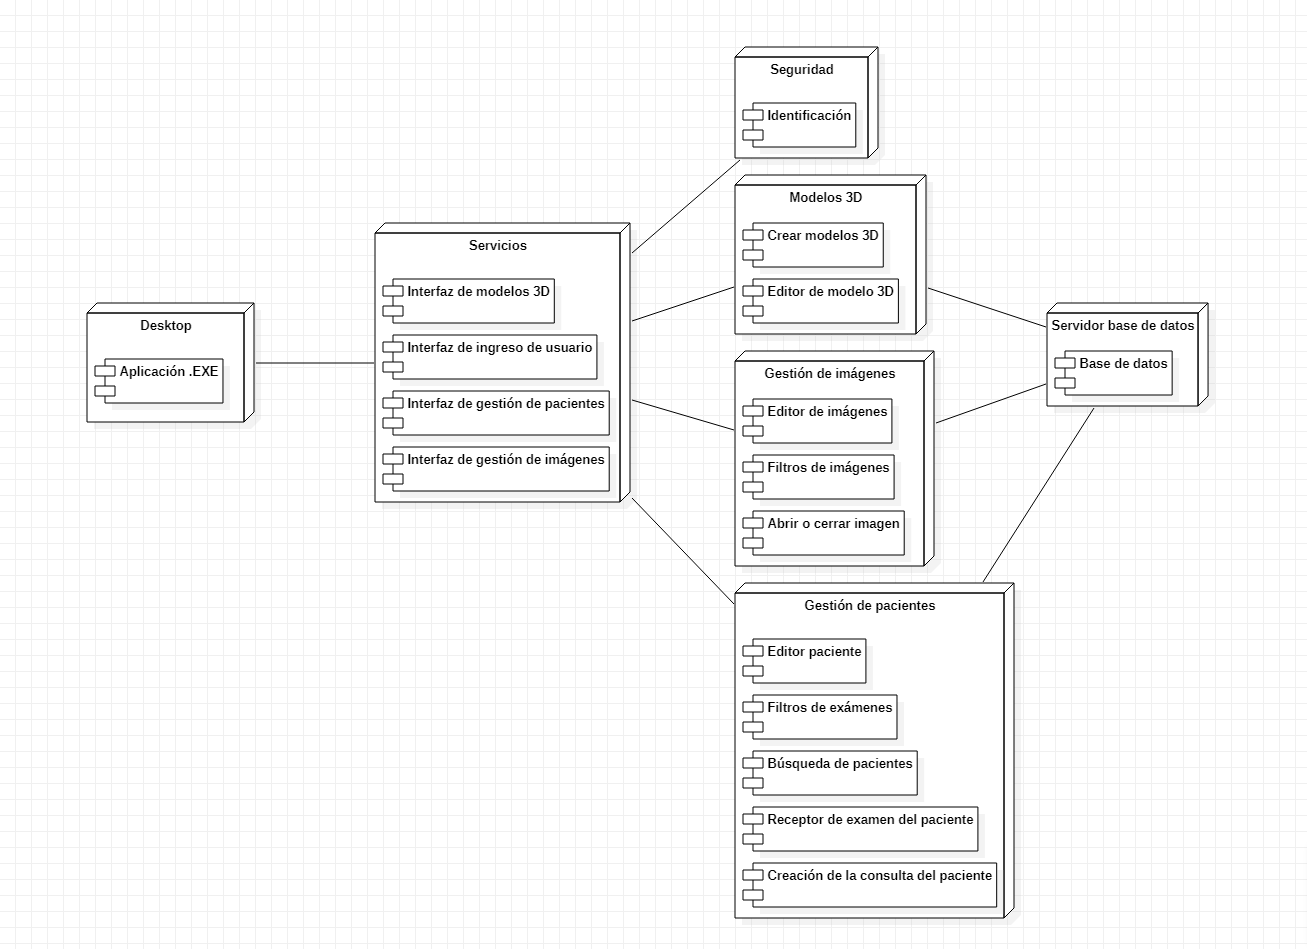 Desktop
Aplicación .EXE
Servicios
Interfaz de modelos 3D
Interfaz de ingreso de usuario
Interfaz de gestión de pacientes
Interfaz de gestión de imágenes
Seguridad
Identificación
Modelos 3D
Crear modelos 3D
Editor de modelo 3D
Gestión de imágenes
Editor de imágenes
Filtros de imágenes
Abrir o cerrar imagen
Gestión de pacientes
Editor paciente
Filtros de exámenes
Búsqueda de pacientes
Receptor de examen del paciente
Creación de la consulta del paciente
Servidor base de datos
Base de datos